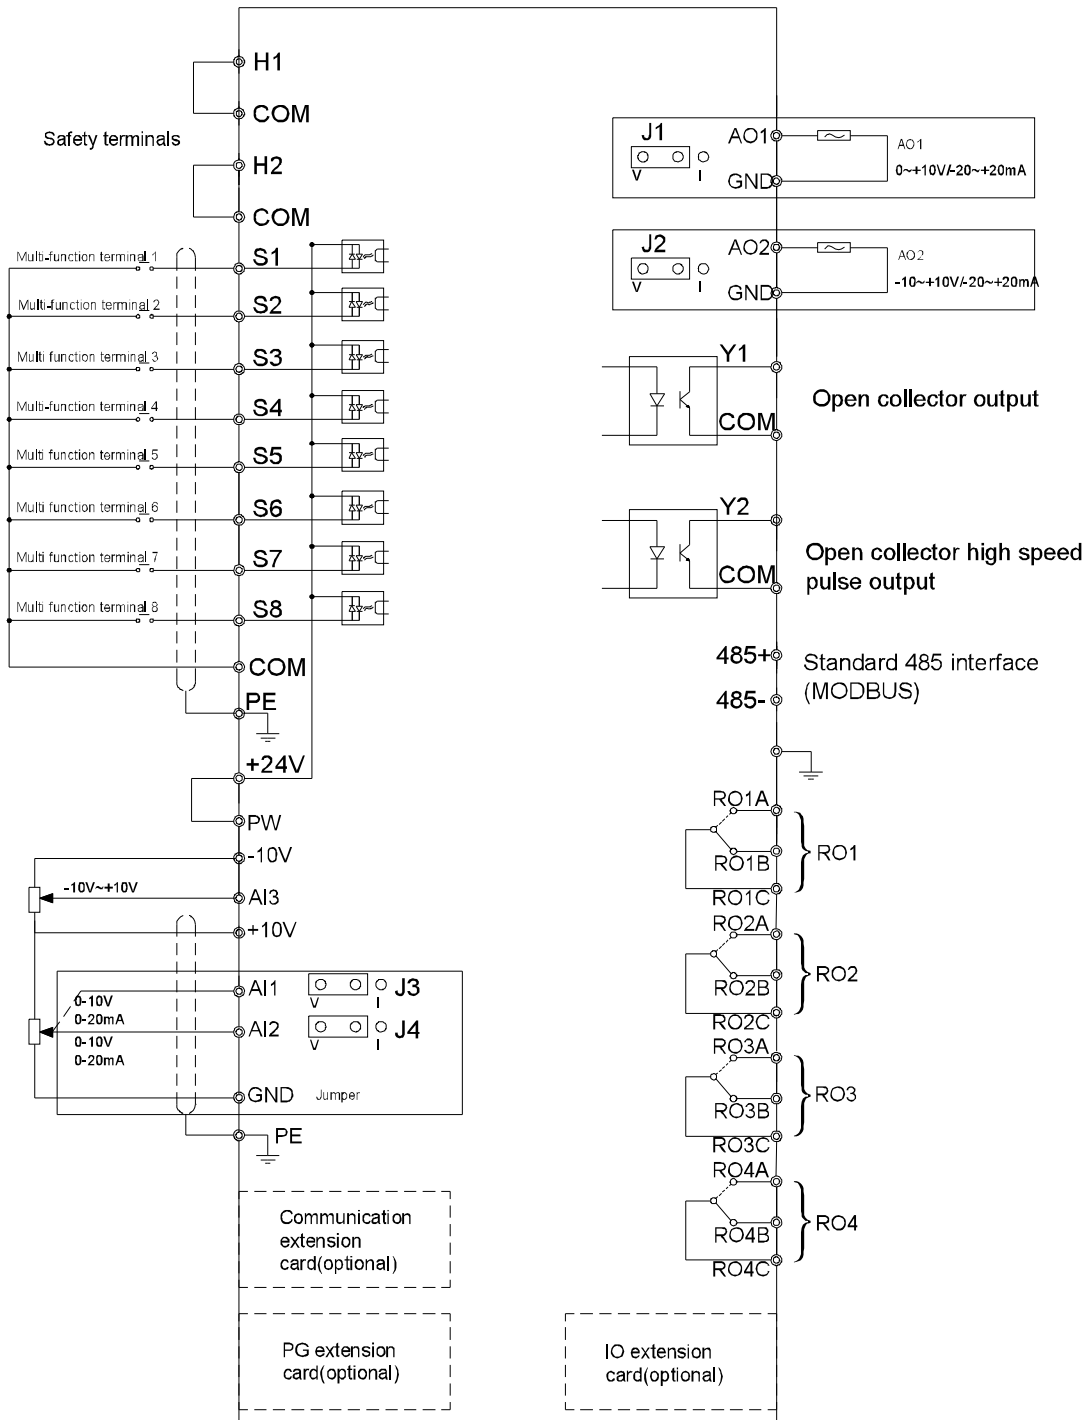 H1
COM
Safety terminals
H2
COM
Multi-function terminal 1
S1
Multi-function terminal 2
S2
Multi function terminal 3
S3
Multi-function terminal 4
S4
Multi function terminal 5
S5
Multi function terminal 6
S6
Multi function terminal 7
S7
Multi function terminal 8
S8
COM
PE
+24V
PW
-10V
-10V~+10V
AI3
+10V
AI1
J3
V I
0-10V
0-20mA
AI2
J4
V I
0-10V
0-20mA
GND
Jumper
PE
Communication
extension
card(optional)
PG extension
card(optional)
J1
V I
AO1
GND
AO1
0~+10V/-20~+20mA
J2
V I
AO2
GND
AO2
-10~+10V/-20~+20mA
Y1
COM
Open collector output
Y2
COM
Open collector high speed
pulse output
485+
485-
Standard 485 interface
(MODBUS)
RO1A
RO1B
RO1C
RO1
RO2A
RO2B
RO2C
RO2
RO3A
RO3B
RO3C
RO3
RO4A
RO4B
RO4C
RO4
IO extension
card(optional)